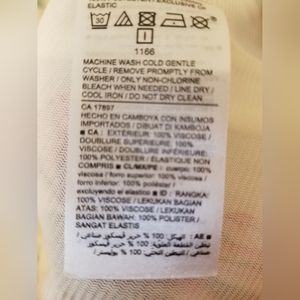 ELASTIC
30
1166
MACHINE WASH COLD GENTLE
CYCLE / REMOVE PROMPTLY FROM
WASHER / ONLY NON-CHLORINE
BLEACH WHEN NEEDED / LINE DRY /
COOL IRON / DO NOT DRY CLEAN
CA 17897
HECHO EN CAMBOYA CON INSUMOS
IMPORTADOS / DIBUAT DI KAMBOJA
■ CA : EXTÉRIEUR: 100% VISCOSE /
DOUBLURE SUPÉRIEURE: 100%
VISCOSE / DOUBLURE INFÉRIEURE:
100% POLYESTER / ÉLASTIQUE NON
COMPRIS ■ CL/MX/PE: cuerpo: 100%
viscosa / forro superior: 100% viscosa
/ forro inferior: 100% poliéster /
excluyendo el elástico ■ ID : RANGKA:
100% VISCOSE / LEKUKAN BAGIAN
ATAS: 100% VISCOSE / LEKUKAN
BAGIAN BAWAH: 100% POLISTER /
SANGAT ELASTIS